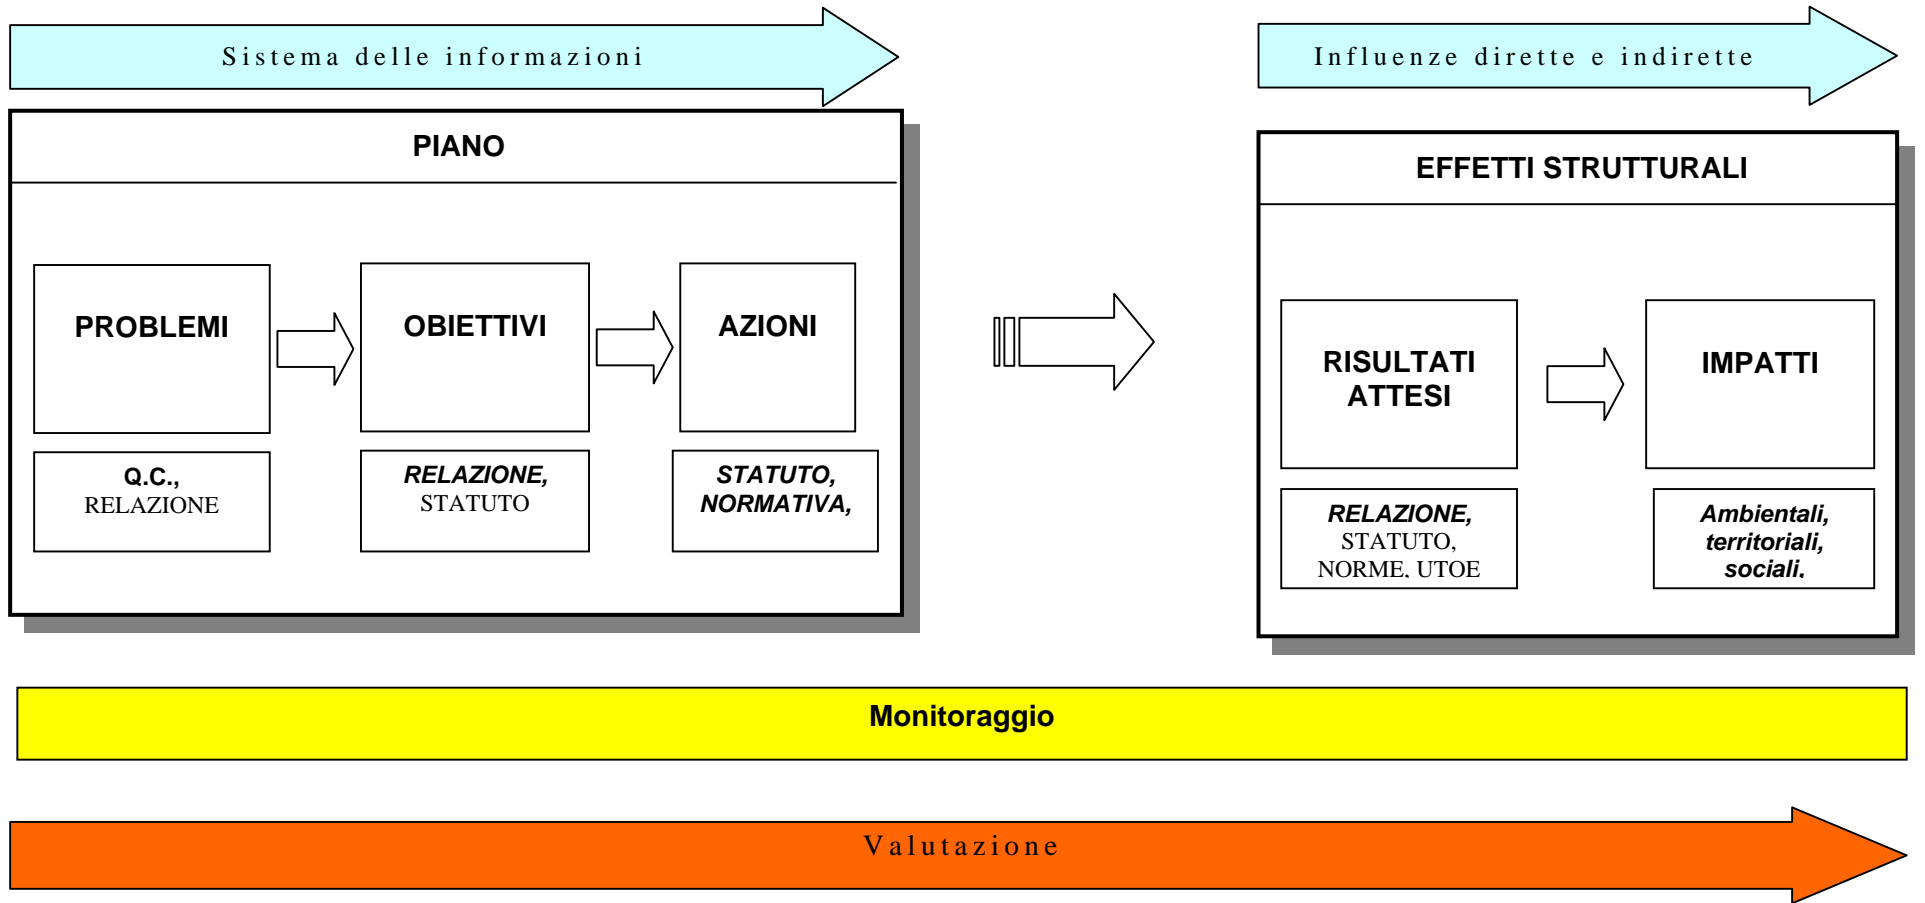 Sistema delle informazioni
Influenze dirette e indirette
PIANO
PROBLEMI
OBIETTIVI
AZIONI
Q.C.,
RELAZIONE
RELAZIONE,
STATUTO
STATUTO,
NORMATIVA,
EFFETTI STRUTTURALI
RISULTATI
ATTESI
IMPATTI
RELAZIONE,
STATUTO,
NORME, UTOE
Ambientali,
territoriali,
sociali,
Monitoraggio
Valutazione